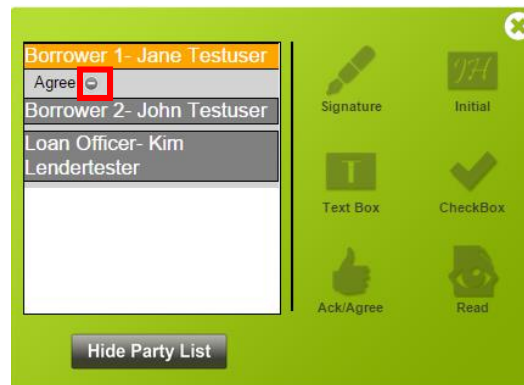 Borrower 1- Jane Testuser
Agree
Borrower 2- John Testuser
Loan Officer- Kim
Lendertester
Hide Party List
JH
Signature
Initial
T
Text Box
CheckBox
Ack/Agree
Read